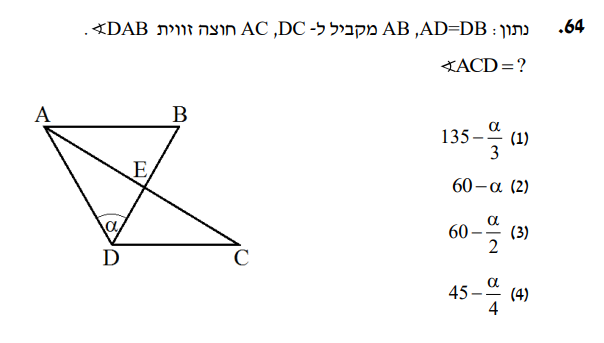 64. נתון: AD=DB, AB מקביל ל- DC, AC חוצה זווית ∢DAB.
∢ACD = ?
(1) 135 − α/3
(2) 60 − α
(3) 60 − α/2
(4) 45 − α/4
A B
E
α
D C